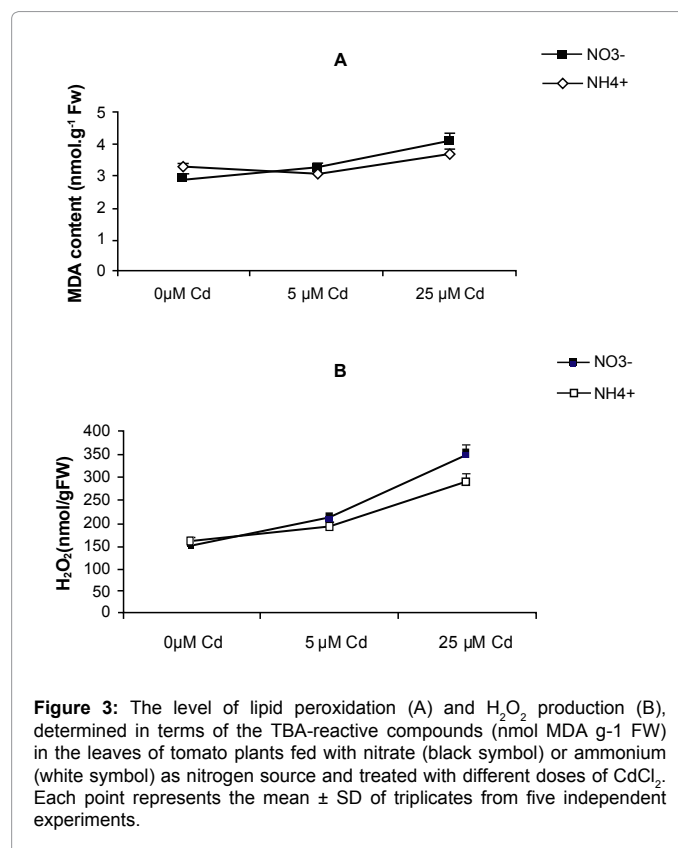 A
NO3-
NH4+
MDA content (nmol.g⁻¹ Fw)
5
4
3
2
1
0
0µM Cd 5 µM Cd 25 µM Cd
B
NO3-
NH4+
H₂O₂(nmol/gFW)
400
350
300
250
200
150
100
50
0
0µM Cd 5 µM Cd 25 µM Cd
Figure 3: The level of lipid peroxidation (A) and H₂O₂ production (B),
determined in terms of the TBA-reactive compounds (nmol MDA g-1 FW)
in the leaves of tomato plants fed with nitrate (black symbol) or ammonium
(white symbol) as nitrogen source and treated with different doses of CdCl₂.
Each point represents the mean ± SD of triplicates from five independent
experiments.